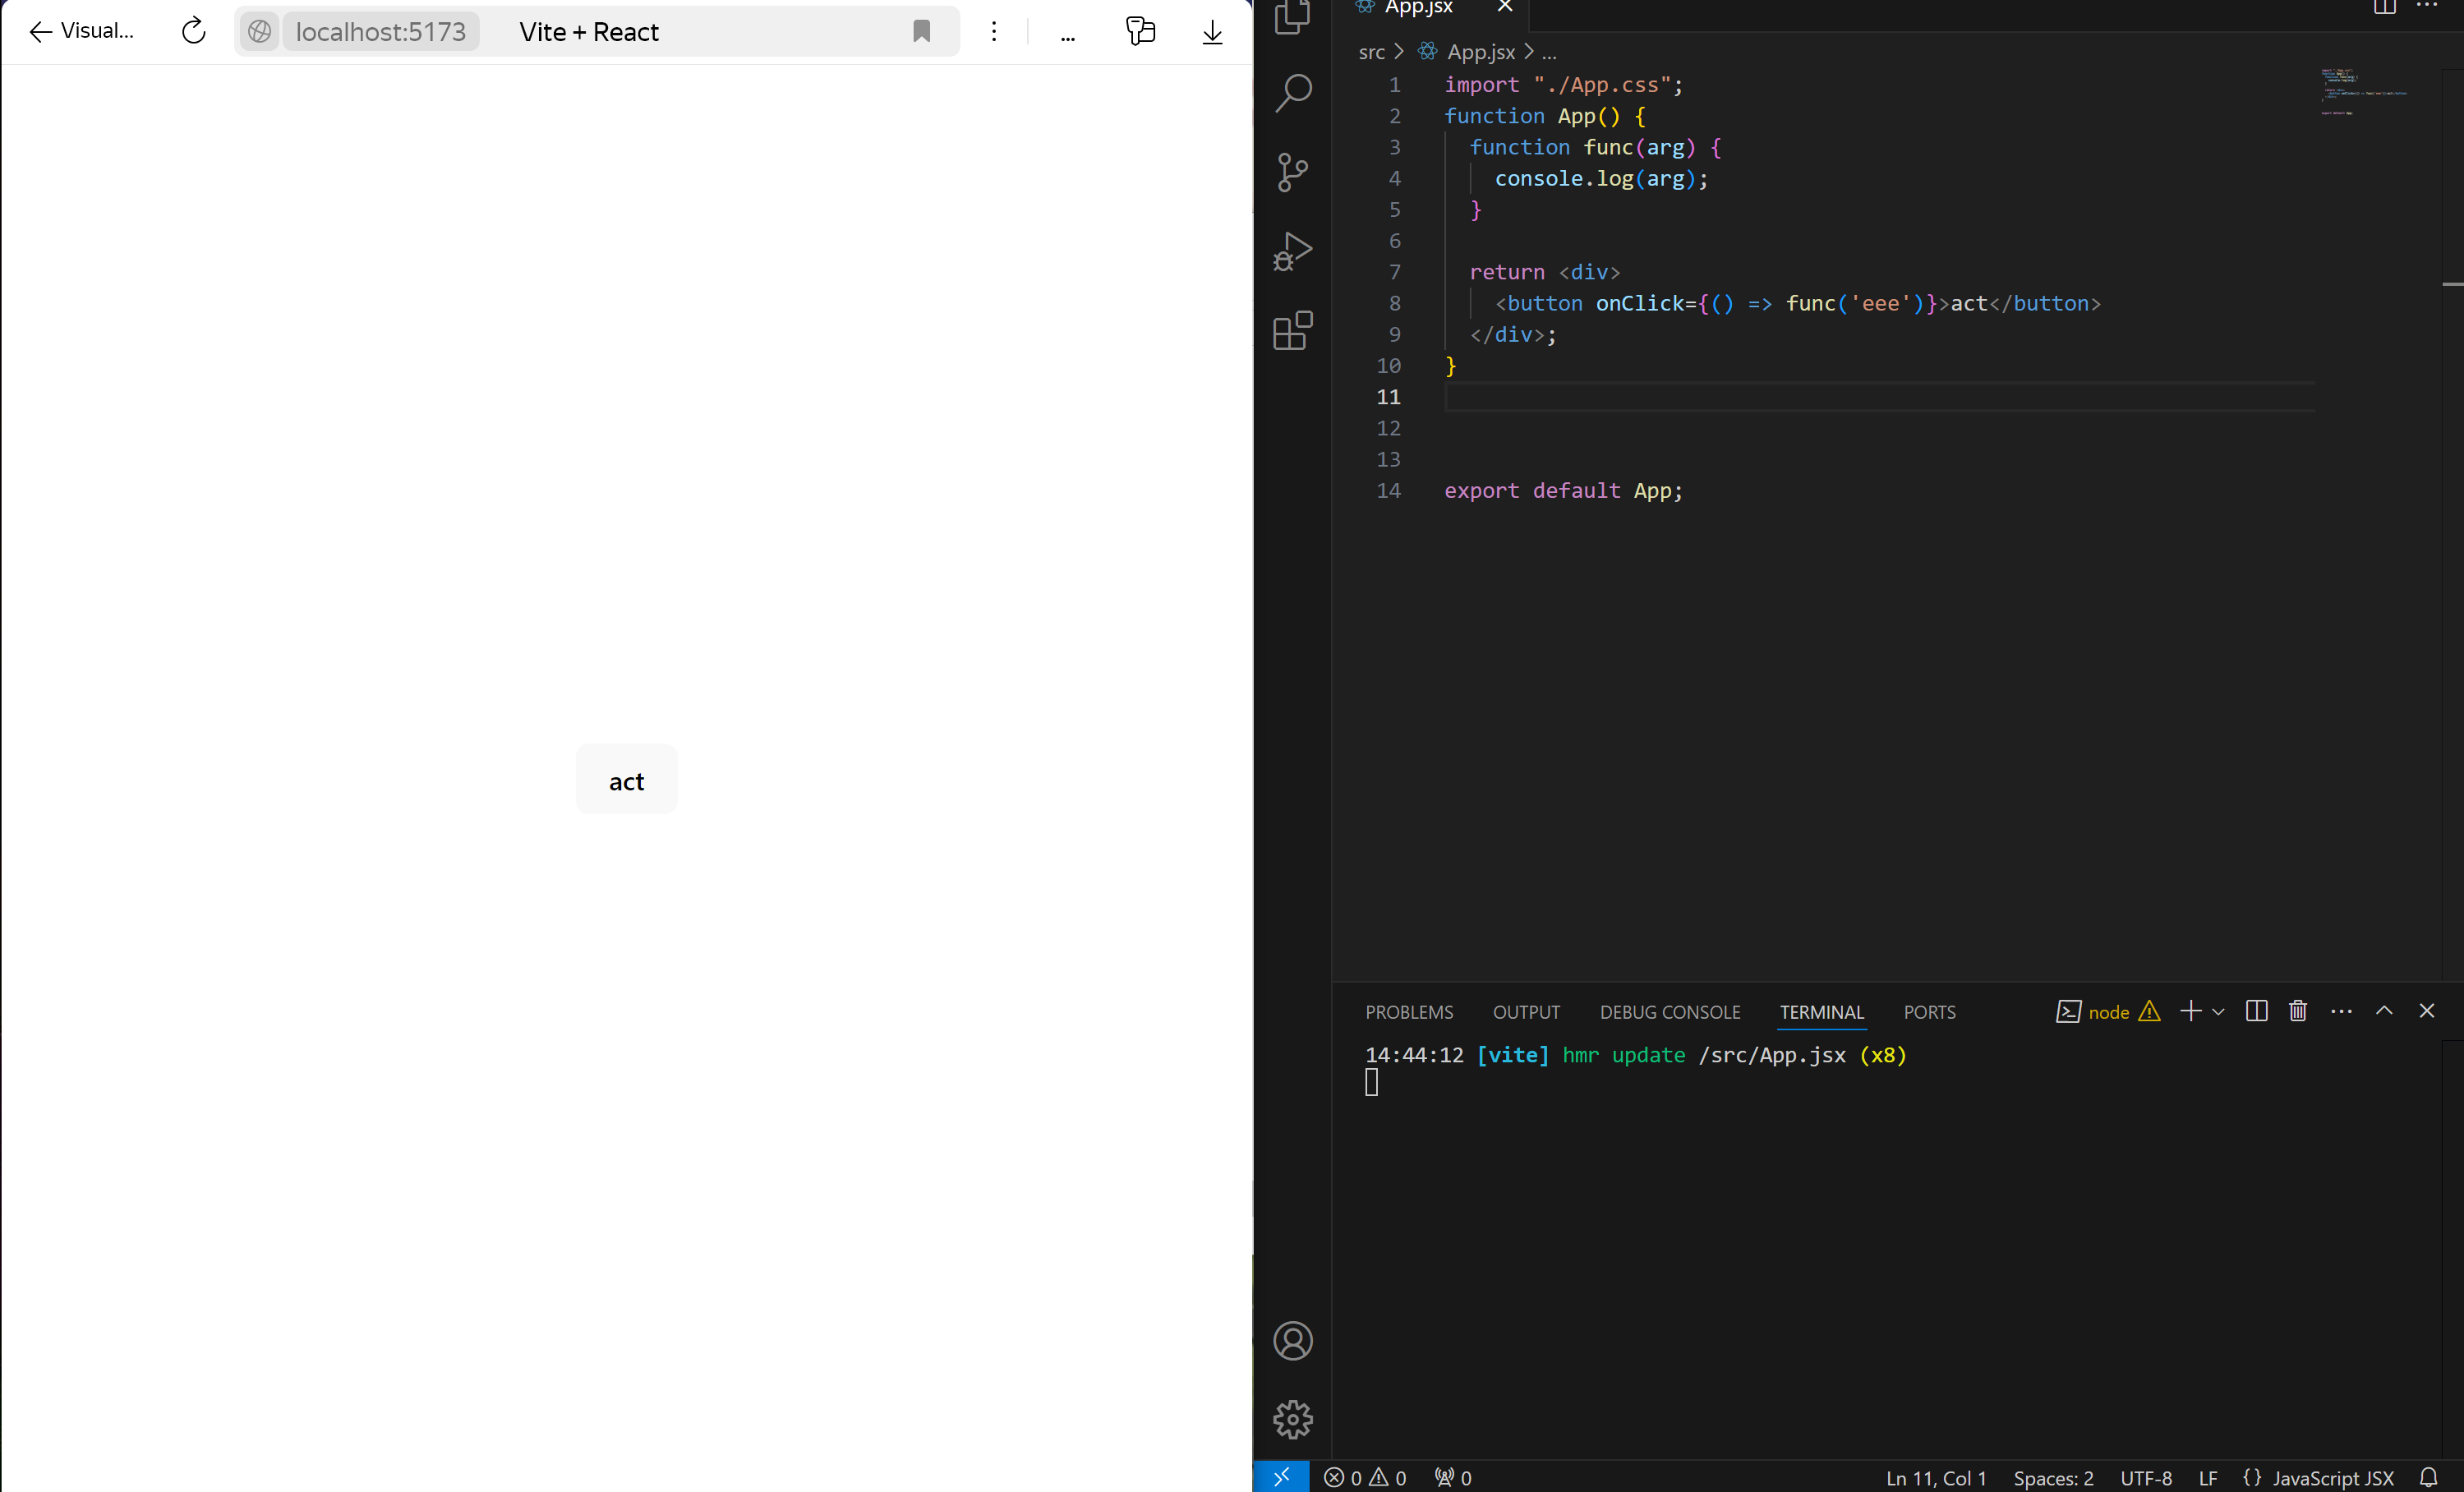 Visual... localhost:5173 Vite + React ...
act
App.jsx
src > App.jsx > ...
1 import "./App.css";
2 function App() {
3 function func(arg) {
4 console.log(arg);
5 }
6
7 return <div>
8 <button onClick={() => func('eee')}>act</button>
9 </div>;
10 }
11
12
13
14 export default App;
PROBLEMS OUTPUT DEBUG CONSOLE TERMINAL PORTS node
14:44:12 [vite] hmr update /src/App.jsx (x8)
0 0 0 Ln 11, Col 1 Spaces: 2 UTF-8 LF {} JavaScript JSX